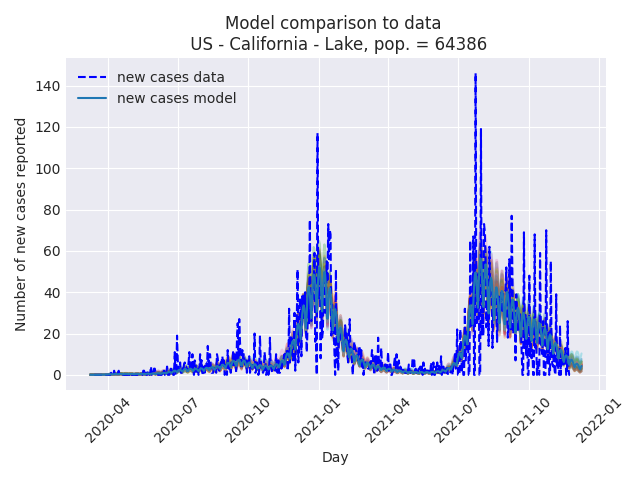 Model comparison to data
US - California - Lake, pop. = 64386
new cases data
new cases model
Number of new cases reported
140
120
100
80
60
40
20
0
2020-04
2020-07
2020-10
2021-01
2021-04
2021-07
2021-10
2022-01
Day